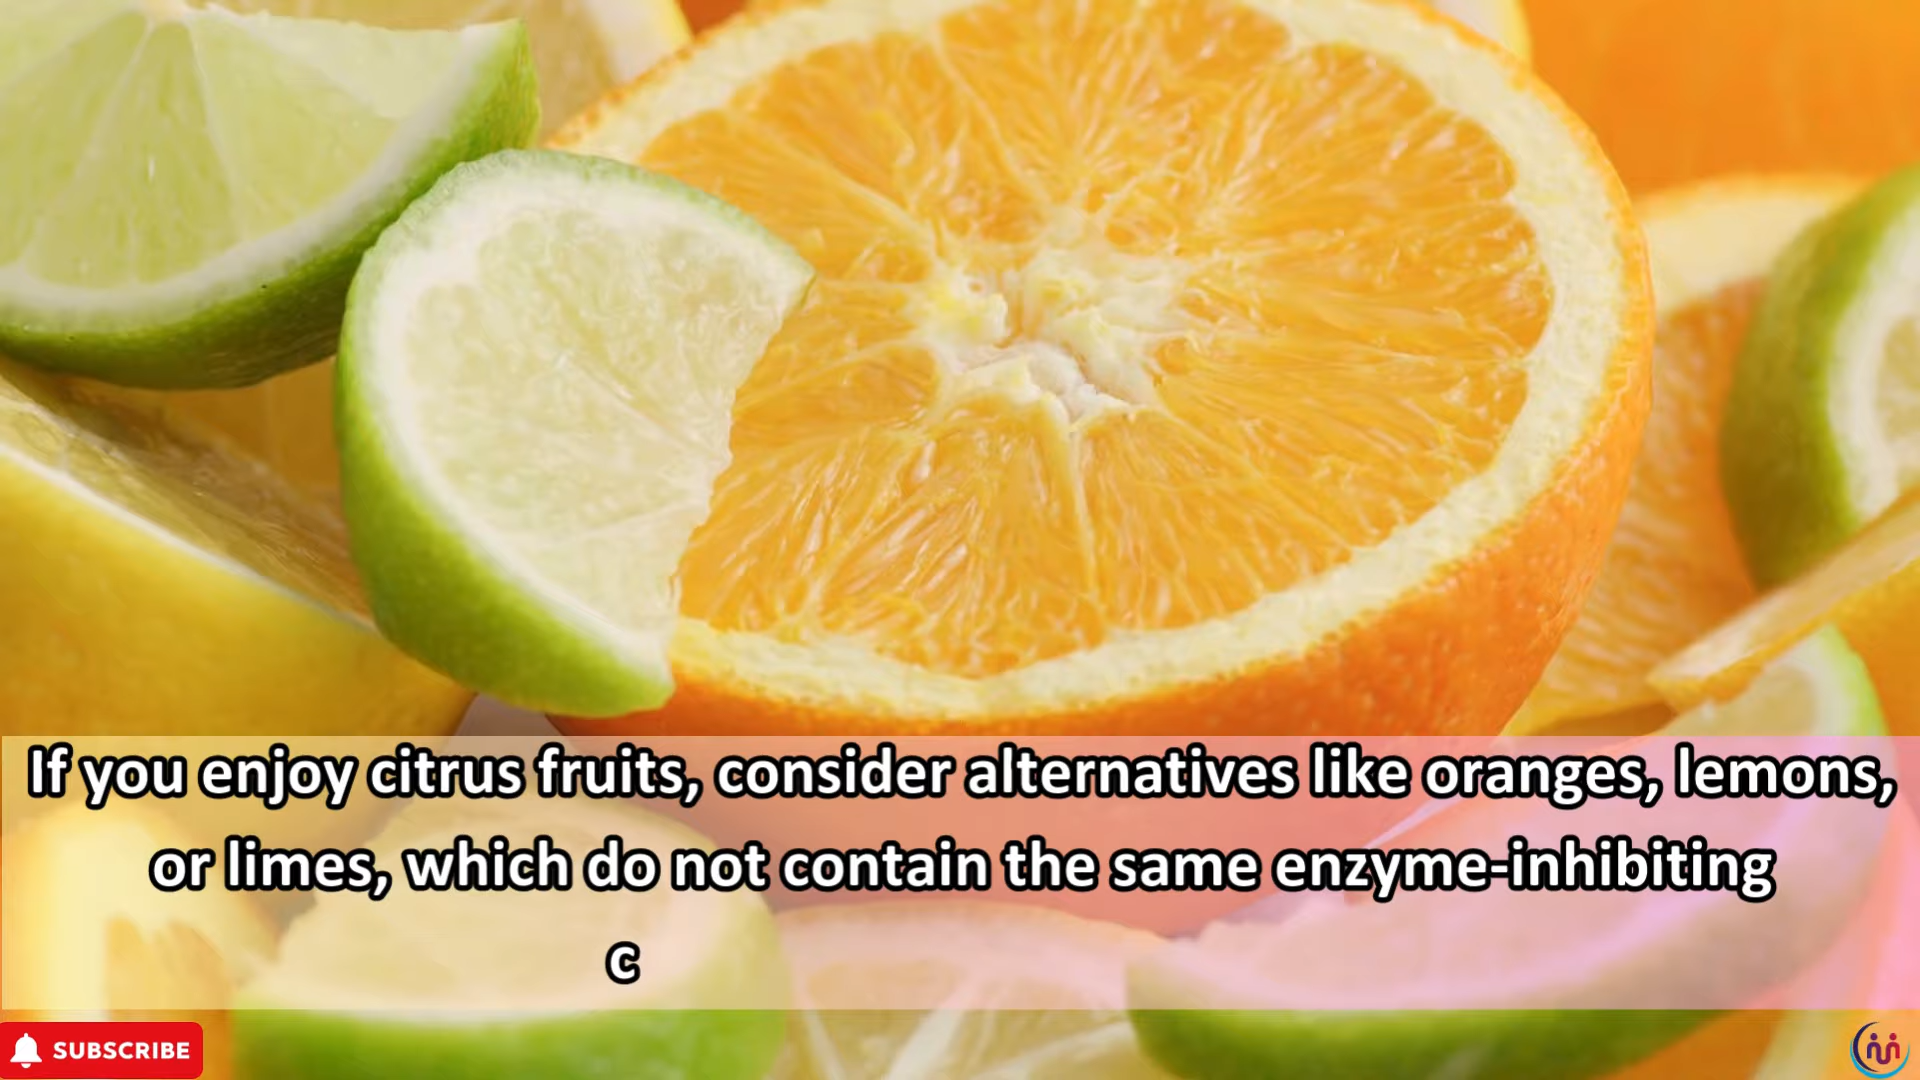 If you enjoy citrus fruits, consider alternatives like oranges, lemons,
or limes, which do not contain the same enzyme-inhibiting
c
SUBSCRIBE